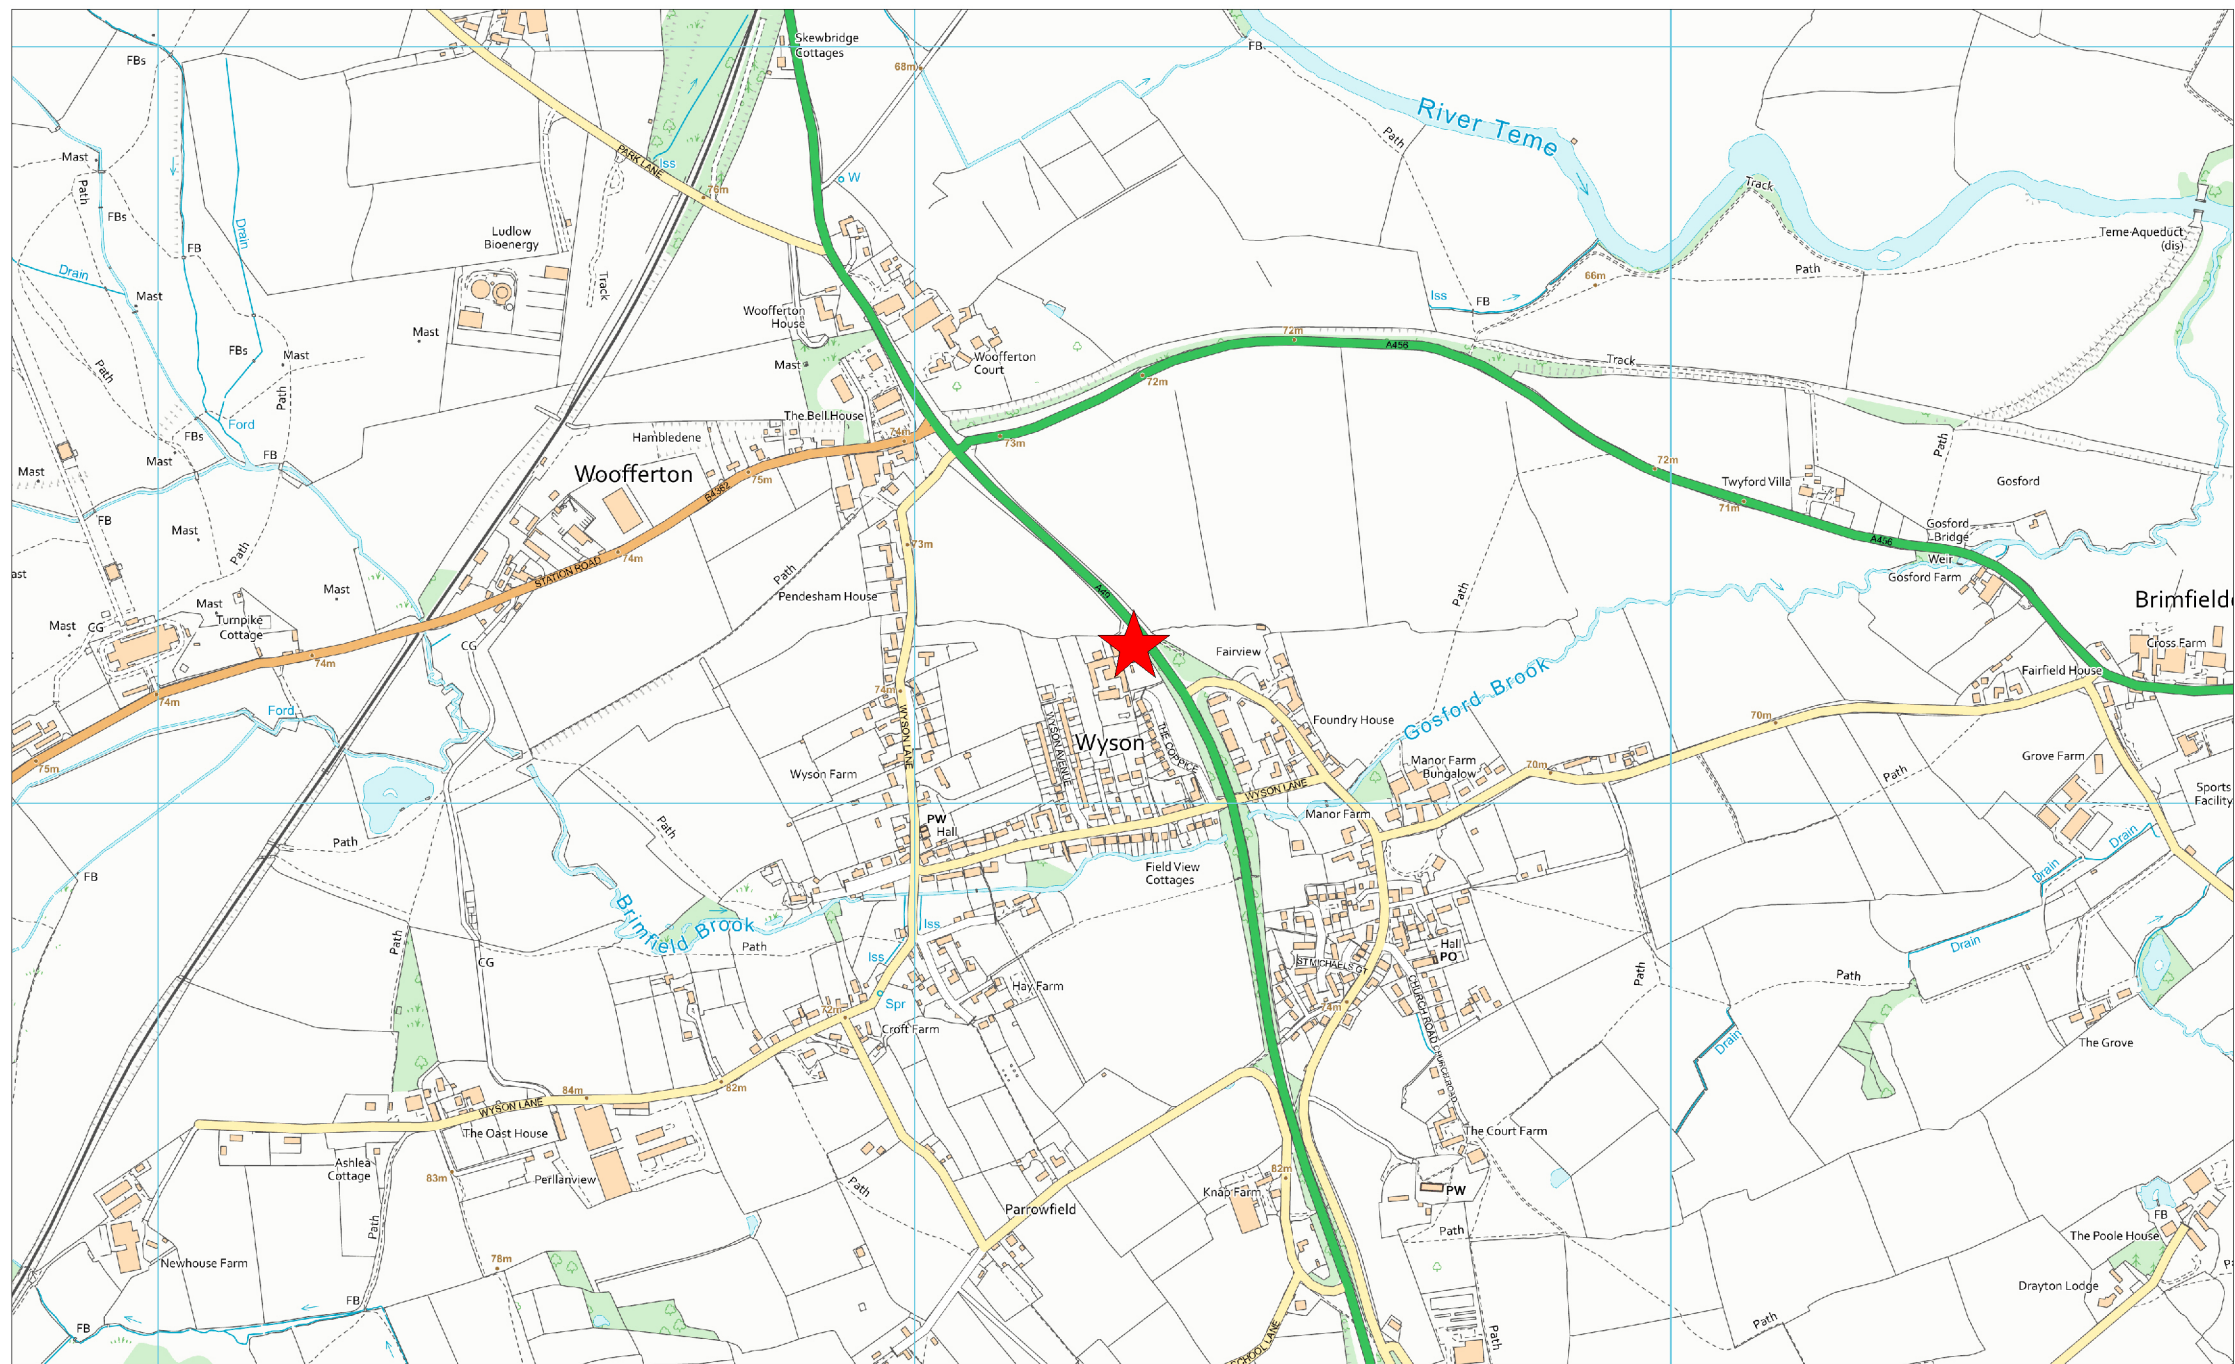 Skewbridge
Cottages
FBs
68m
FB
River Teme
Path
Mast
PARK LANE
Iss
76m
W
Path
FBs
Track
Drain
FB
Ludlow
Bioenergy
Teme Aqueduct
(dis)
Drain
Track
Path
66m
Iss
FB
Mast
Woofferton
House
Mast
72m
A456
FBs
Mast
Woofferton
Court
Mast
Track
Path
72m
Path
The Bell House
Ford
FBs
Hambledene
74m
73m
Path
FB
Mast
Mast
Woofferton
75m
B4362
72m
Twyford Villa
71m
Gosford
FB
Mast
Gosford
Bridge
A456
Weir
73m
Path
74m
STATION ROAD
Path
Gosford Farm
ast
Mast
Pendesham House
A49
Path
Brimfield
Mast
Turnpike
Cottage
Mast
CG
CG
Cross Farm
Fairview
74m
Gosford Brook
Fairfield House
74m
74m
Ford
WYSON LANE
WYSON AVENUE
THE COPPICE
Foundry House
70m
Wyson
75m
Wyson Farm
Manor Farm
Bungalow
70m
Grove Farm
Path
WYSON LANE
Sports
Facility
PW
Hall
Manor Farm
Path
Path
Drain
FB
Field View
Cottages
Drain
Brimfield Brook
Iss
Path
Path
Hall
PO
Drain
CG
Iss
ST MICHAELS CT
Path
Path
Hay Farm
Spr
72m
74m
CHURCH ROAD
Croft Farm
Drain
The Grove
CHURCH ROAD
82m
84m
WYSON LANE
The Oast House
The Court Farm
Ashlea
Cottage
83m
Perllanview
82m
Path
Knap Farm
PW
Parrowfield
FB
Path
Path
The Poole House
Newhouse Farm
78m
Drayton Lodge
FB
FB
Path
Path
SCHOOL LANE